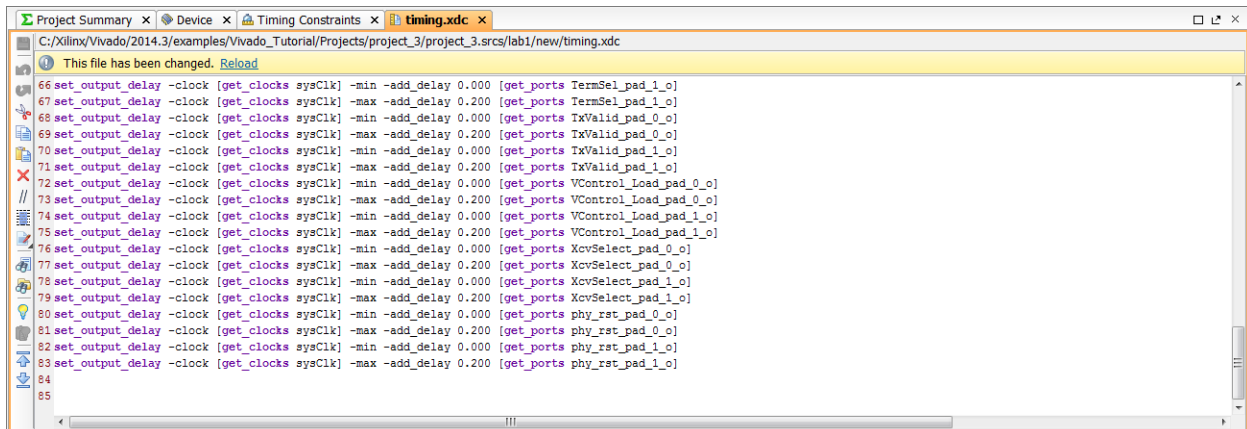 Project Summary × Device × Timing Constraints × timing.xdc ×
C:/Xilinx/Vivado/2014.3/examples/Vivado_Tutorial/Projects/project_3/project_3.srcs/lab1/new/timing.xdc
This file has been changed. Reload
66 set_output_delay -clock [get_clocks sysClk] -min -add_delay 0.000 [get_ports TermSel_pad_1_o]
67 set_output_delay -clock [get_clocks sysClk] -max -add_delay 0.200 [get_ports TermSel_pad_1_o]
68 set_output_delay -clock [get_clocks sysClk] -min -add_delay 0.000 [get_ports TxValid_pad_0_o]
69 set_output_delay -clock [get_clocks sysClk] -max -add_delay 0.200 [get_ports TxValid_pad_0_o]
70 set_output_delay -clock [get_clocks sysClk] -min -add_delay 0.000 [get_ports TxValid_pad_1_o]
71 set_output_delay -clock [get_clocks sysClk] -max -add_delay 0.200 [get_ports TxValid_pad_1_o]
72 set_output_delay -clock [get_clocks sysClk] -min -add_delay 0.000 [get_ports VControl_Load_pad_0_o]
73 set_output_delay -clock [get_clocks sysClk] -max -add_delay 0.200 [get_ports VControl_Load_pad_0_o]
74 set_output_delay -clock [get_clocks sysClk] -min -add_delay 0.000 [get_ports VControl_Load_pad_1_o]
75 set_output_delay -clock [get_clocks sysClk] -max -add_delay 0.200 [get_ports VControl_Load_pad_1_o]
76 set_output_delay -clock [get_clocks sysClk] -min -add_delay 0.000 [get_ports XcvSelect_pad_0_o]
77 set_output_delay -clock [get_clocks sysClk] -max -add_delay 0.200 [get_ports XcvSelect_pad_0_o]
78 set_output_delay -clock [get_clocks sysClk] -min -add_delay 0.000 [get_ports XcvSelect_pad_1_o]
79 set_output_delay -clock [get_clocks sysClk] -max -add_delay 0.200 [get_ports XcvSelect_pad_1_o]
80 set_output_delay -clock [get_clocks sysClk] -min -add_delay 0.000 [get_ports phy_rst_pad_0_o]
81 set_output_delay -clock [get_clocks sysClk] -max -add_delay 0.200 [get_ports phy_rst_pad_0_o]
82 set_output_delay -clock [get_clocks sysClk] -min -add_delay 0.000 [get_ports phy_rst_pad_1_o]
83 set_output_delay -clock [get_clocks sysClk] -max -add_delay 0.200 [get_ports phy_rst_pad_1_o]
84
85